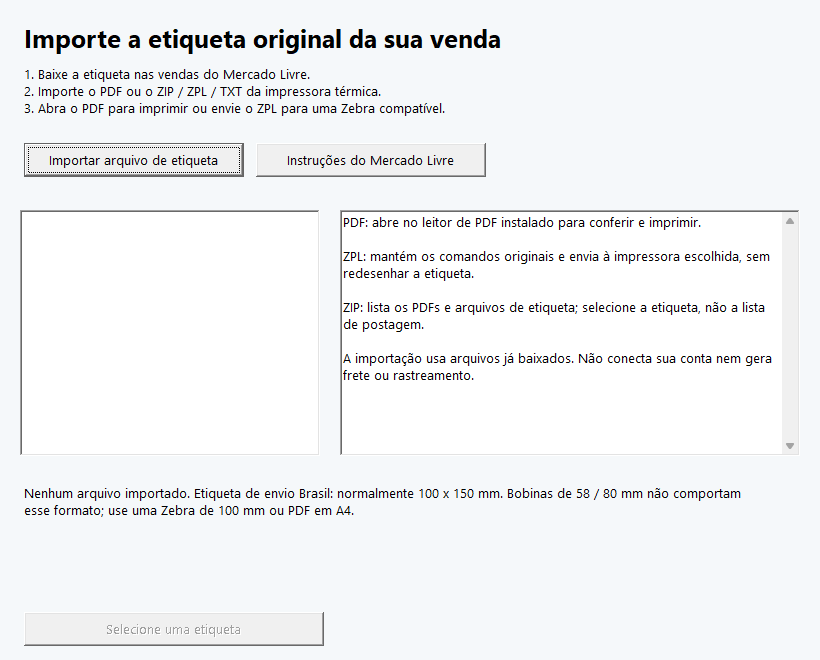 Importe a etiqueta original da sua venda
1. Baixe a etiqueta nas vendas do Mercado Livre.
2. Importe o PDF ou o ZIP / ZPL / TXT da impressora térmica.
3. Abra o PDF para imprimir ou envie o ZPL para uma Zebra compatível.
Importar arquivo de etiqueta
Instruções do Mercado Livre
PDF: abre no leitor de PDF instalado para conferir e imprimir.
ZPL: mantém os comandos originais e envia à impressora escolhida, sem
redesenhar a etiqueta.
ZIP: lista os PDFs e arquivos de etiqueta; selecione a etiqueta, não a lista
de postagem.
A importação usa arquivos já baixados. Não conecta sua conta nem gera
frete ou rastreamento.
Nenhum arquivo importado. Etiqueta de envio Brasil: normalmente 100 x 150 mm. Bobinas de 58 / 80 mm não comportam
esse formato; use uma Zebra de 100 mm ou PDF em A4.
Selecione uma etiqueta